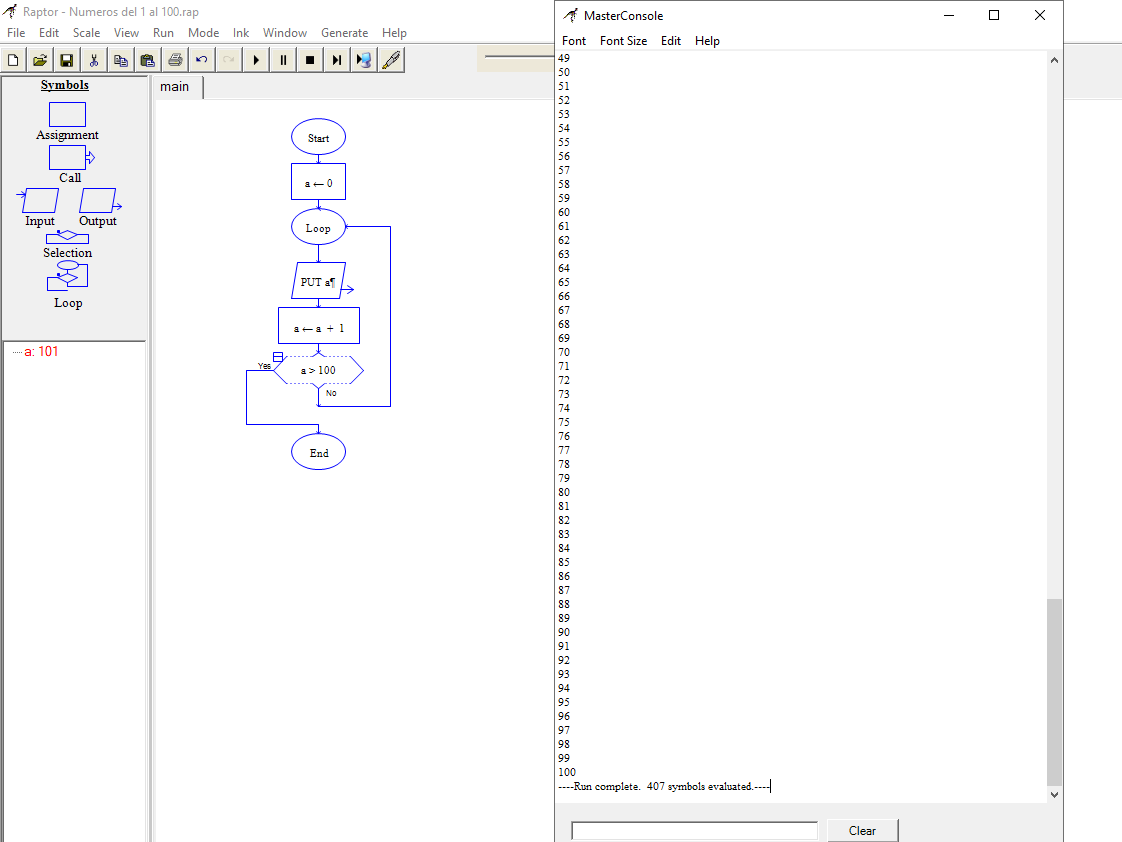 Raptor - Numeros del 1 al 100.rap
File Edit Scale View Run Mode Ink Window Generate Help
Symbols
Assignment
Call
Input Output
Selection
Loop
a: 101
main
Start
a ← 0
Loop
PUT a¶
a ← a + 1
Yes
a > 100
No
End
MasterConsole
Font Font Size Edit Help
49
50
51
52
53
54
55
56
57
58
59
60
61
62
63
64
65
66
67
68
69
70
71
72
73
74
75
76
77
78
79
80
81
82
83
84
85
86
87
88
89
90
91
92
93
94
95
96
97
98
99
100
----Run complete. 407 symbols evaluated.----
Clear